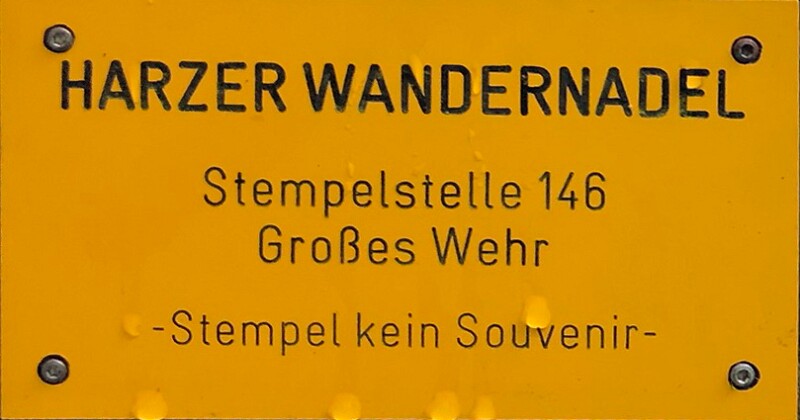 HARZER WANDERNADEL
Stempelstelle 146
Großes Wehr
-Stempel kein Souvenir-